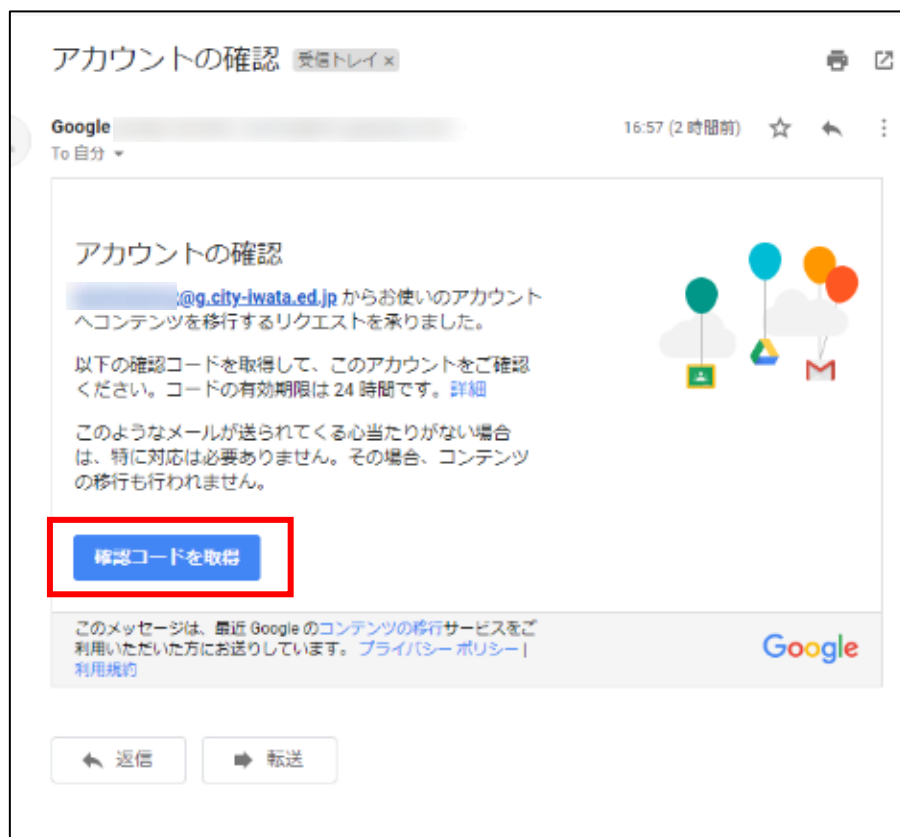 アカウントの確認 受信トレイ ×
Google
16:57 (2 時間前)
To 自分
アカウントの確認
:@g.city-iwata.ed.jp からお使いのアカウント
へコンテンツを移行するリクエストを承りました。
以下の確認コードを取得して、このアカウントをご確認
ください。コードの有効期限は 24 時間です。詳細
このようなメールが送られてくる心当たりがない場合
は、特に対応は必要ありません。その場合、コンテンツ
の移行も行われません。
確認コードを取得
このメッセージは、最近 Google のコンテンツの移行サービスをご
利用いただいた方にお送りしています。 プライバシー ポリシー |
利用規約
Google
返信
転送